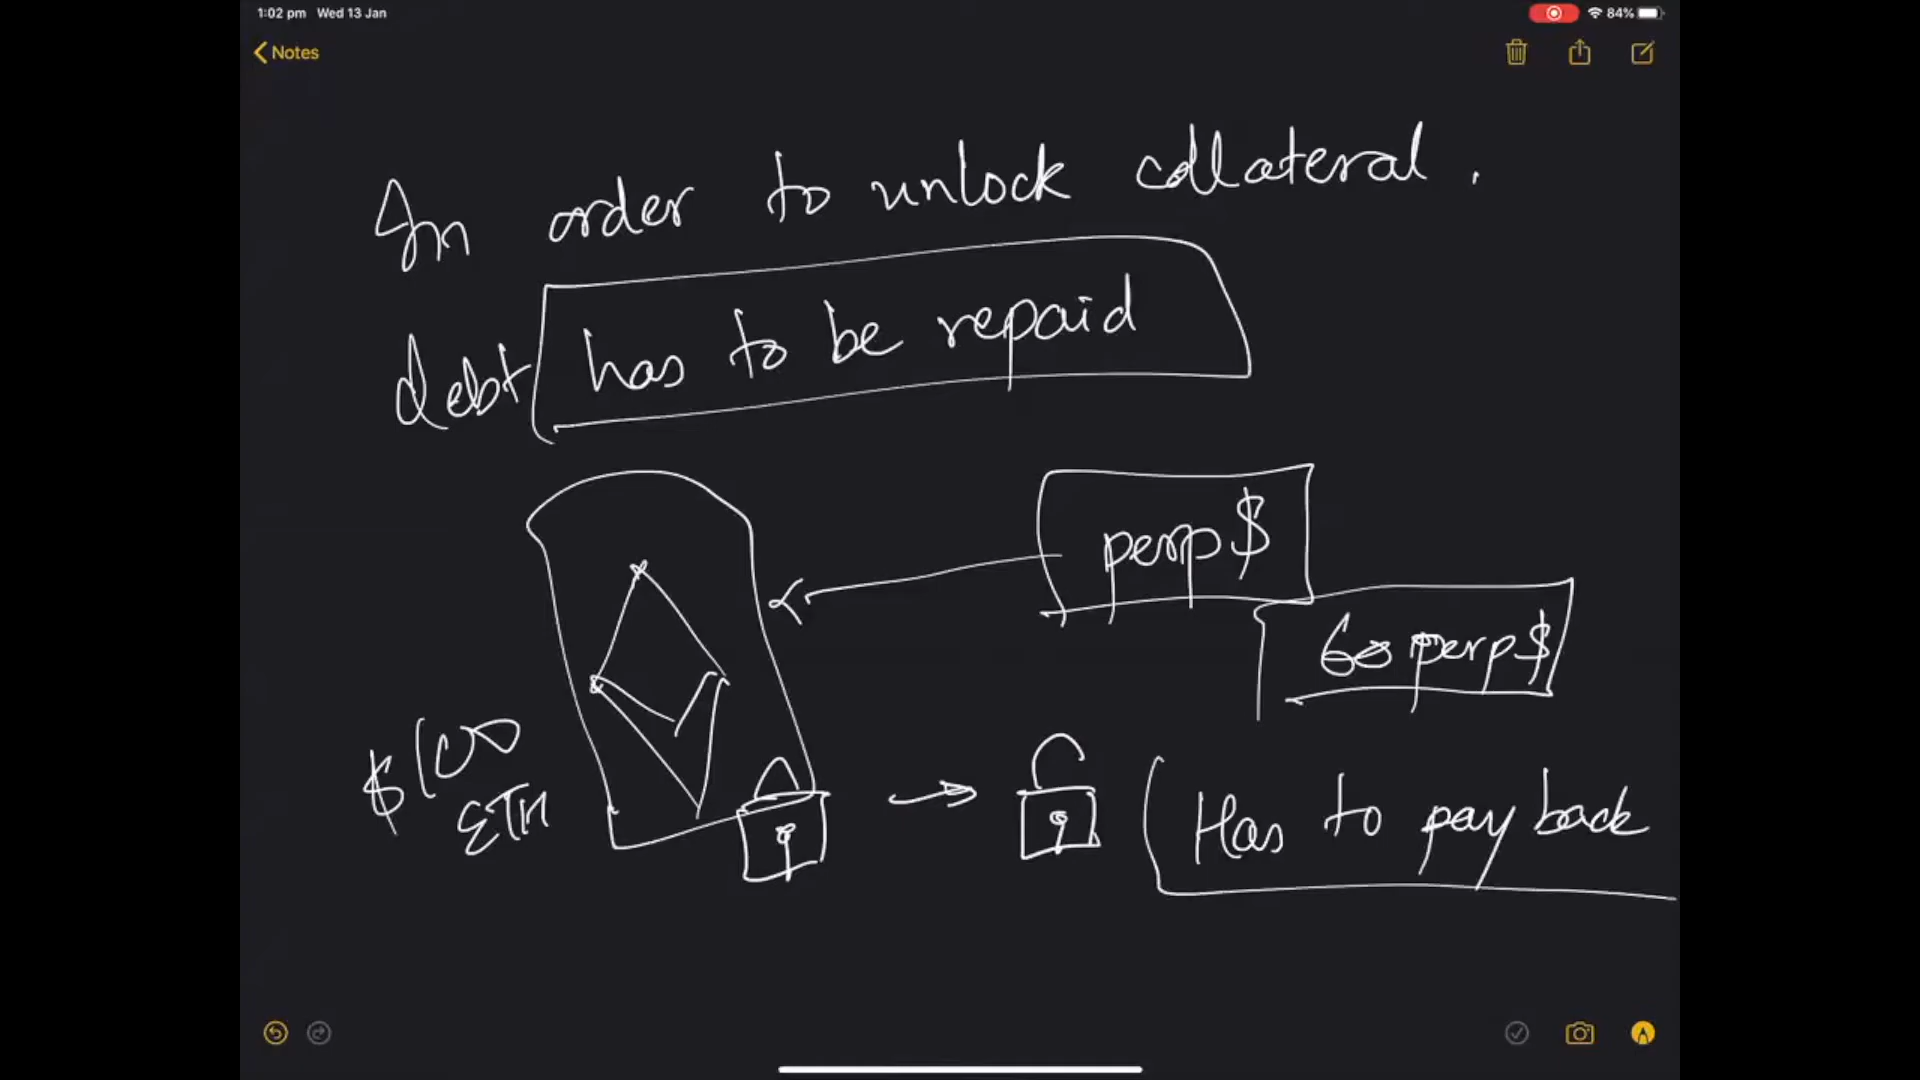 1:02 pm Wed 13 Jan
84%
Notes
In order to unlock collateral.
debt has to be repaid
perp$
60 perp$
$100
ETH
Has to pay back